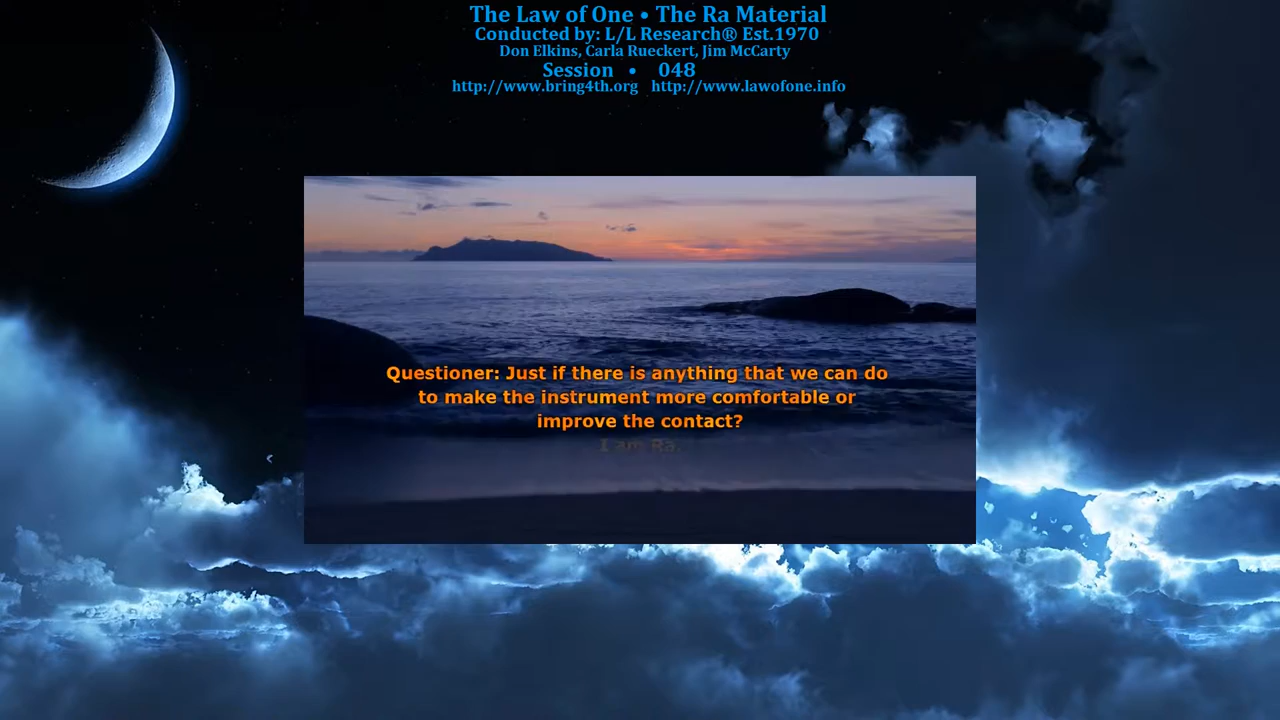 The Law of One • The Ra Material
Conducted by: L/L Research® Est.1970
Don Elkins, Carla Rueckert, Jim McCarty
Session • 048
http://www.bring4th.org http://www.lawofone.info
Questioner: Just if there is anything that we can do
to make the instrument more comfortable or
improve the contact?
I am Ra.